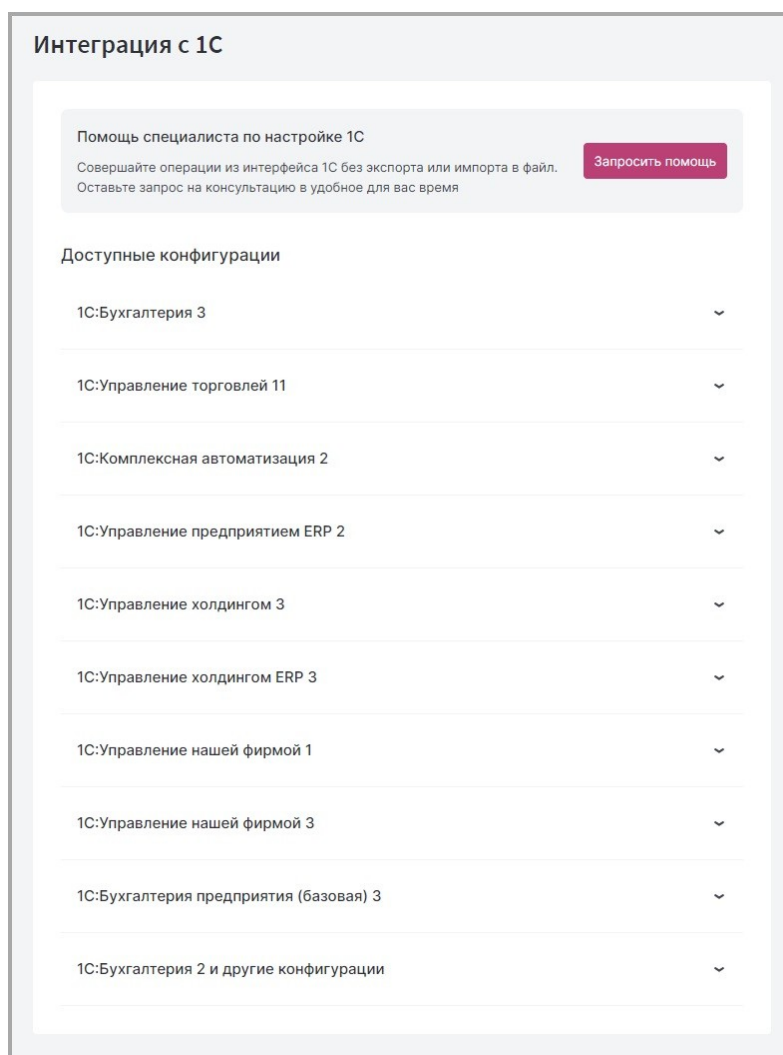 Интеграция с 1С
Помощь специалиста по настройке 1С
Совершайте операции из интерфейса 1С без экспорта или импорта в файл.
Оставьте запрос на консультацию в удобное для вас время
Запросить помощь
Доступные конфигурации
1С:Бухгалтерия 3
1С:Управление торговлей 11
1С:Комплексная автоматизация 2
1С:Управление предприятием ERP 2
1С:Управление холдингом 3
1С:Управление холдингом ERP 3
1С:Управление нашей фирмой 1
1С:Управление нашей фирмой 3
1С:Бухгалтерия предприятия (базовая) 3
1С:Бухгалтерия 2 и другие конфигурации